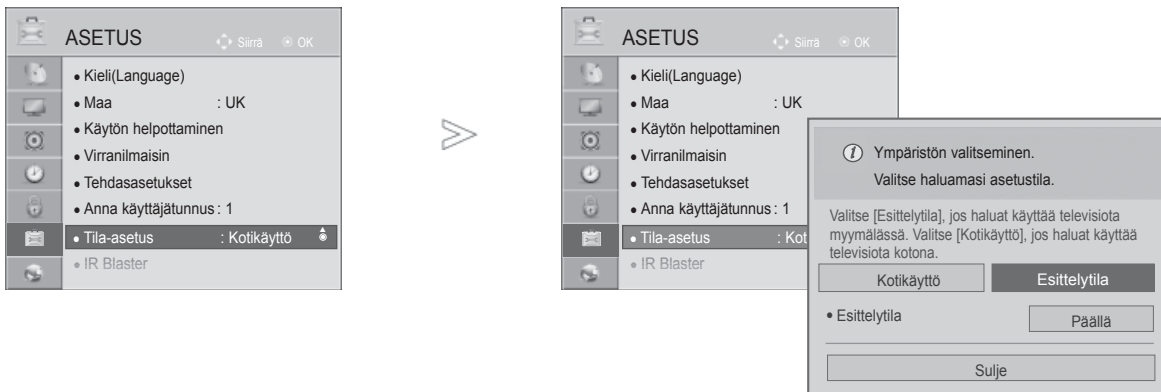 ASETUS Siirrä OK
• Kieli(Language)
• Maa : UK
• Käytön helpottaminen
• Virranilmaisin
• Tehdasasetukset
• Anna käyttäjätunnus : 1
• Tila-asetus : Kotikäyttö
• IR Blaster
ASETUS Siirrä OK
• Kieli(Language)
• Maa : UK
• Käytön helpottaminen
• Virranilmaisin
• Tehdasasetukset
• Anna käyttäjätunnus : 1
• Tila-asetus : Kot
• IR Blaster
i Ympäristön valitseminen.
Valitse haluamasi asetustila.
Valitse [Esittelytila], jos haluat käyttää televisiota
myymälässä. Valitse [Kotikäyttö], jos haluat käyttää
televisiota kotona.
Kotikäyttö Esittelytila
• Esittelytila Päällä
Sulje